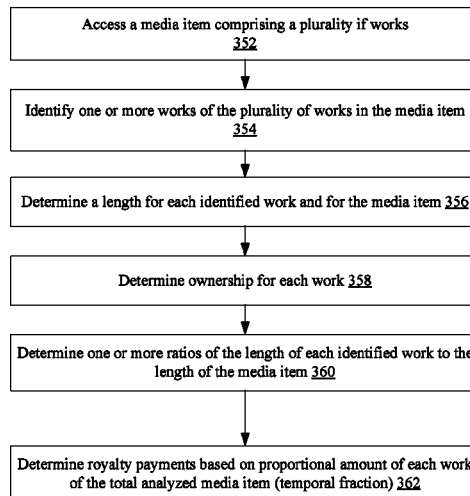 Access a media item comprising a plurality if works
352
Identify one or more works of the plurality of works in the media item
354
Determine a length for each identified work and for the media item 356
Determine ownership for each work 358
Determine one or more ratios of the length of each identified work to the
length of the media item 360
Determine royalty payments based on proportional amount of each work
of the total analyzed media item (temporal fraction) 362